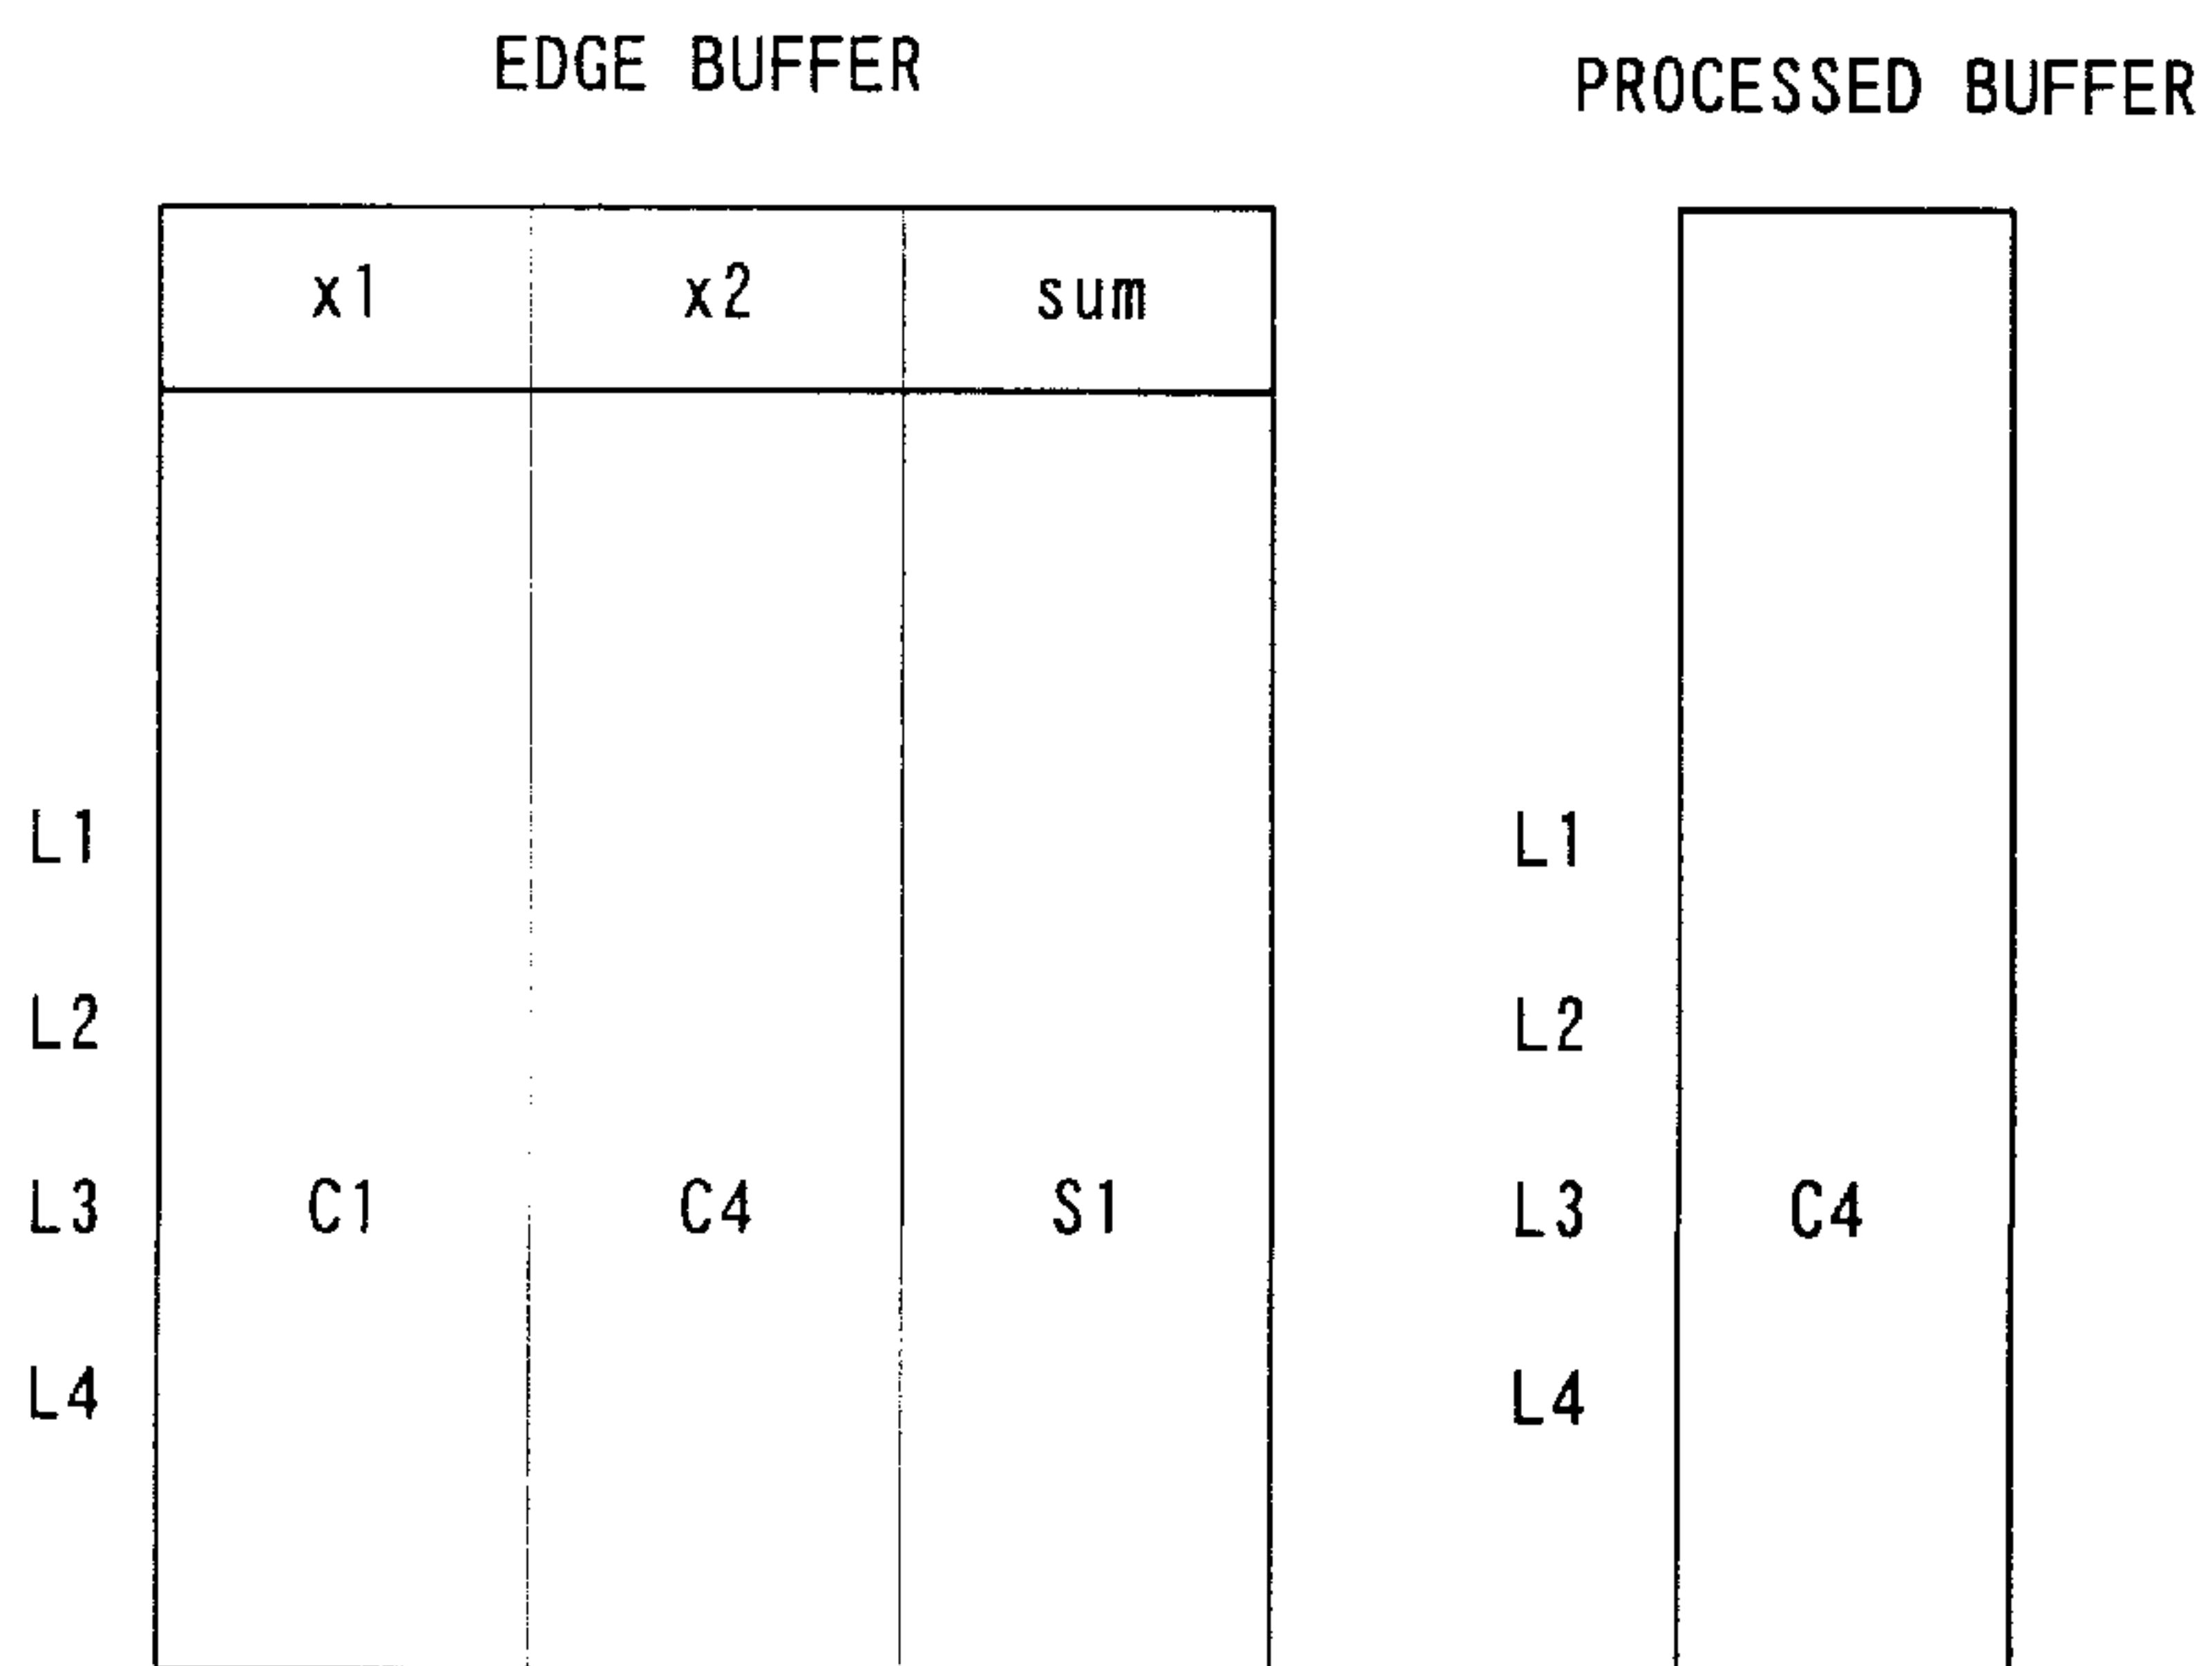 EDGE BUFFER
x1 x2 sum
L1
L2
L3 C1 C4 S1
L4
PROCESSED BUFFER
L1
L2
L3 C4
L4